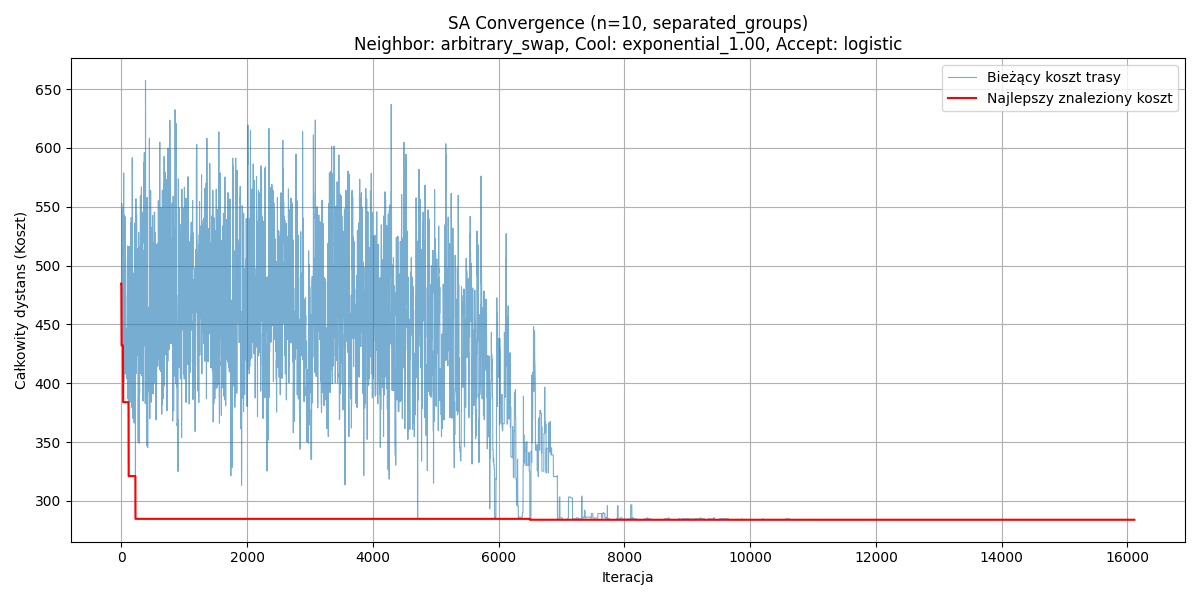 SA Convergence (n=10, separated_groups)
Neighbor: arbitrary_swap, Cool: exponential_1.00, Accept: logistic
Bieżący koszt trasy
Najlepszy znaleziony koszt
Całkowity dystans (Koszt)
650
600
550
500
450
400
350
300
0 2000 4000 6000 8000 10000 12000 14000 16000
Iteracja